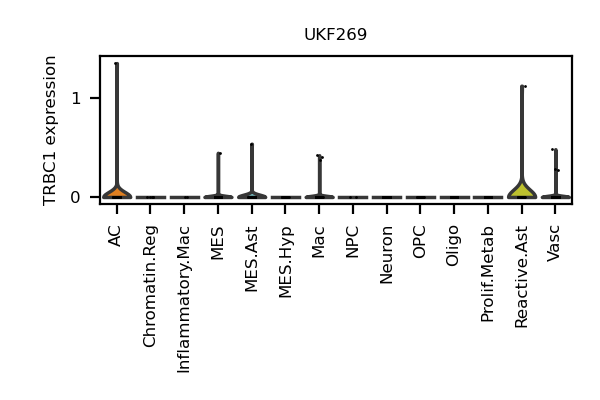 UKF269
TRBC1 expression
1
0
AC
Chromatin.Reg
Inflammatory.Mac
MES
MES.Ast
MES.Hyp
Mac
NPC
Neuron
OPC
Oligo
Prolif.Metab
Reactive.Ast
Vasc